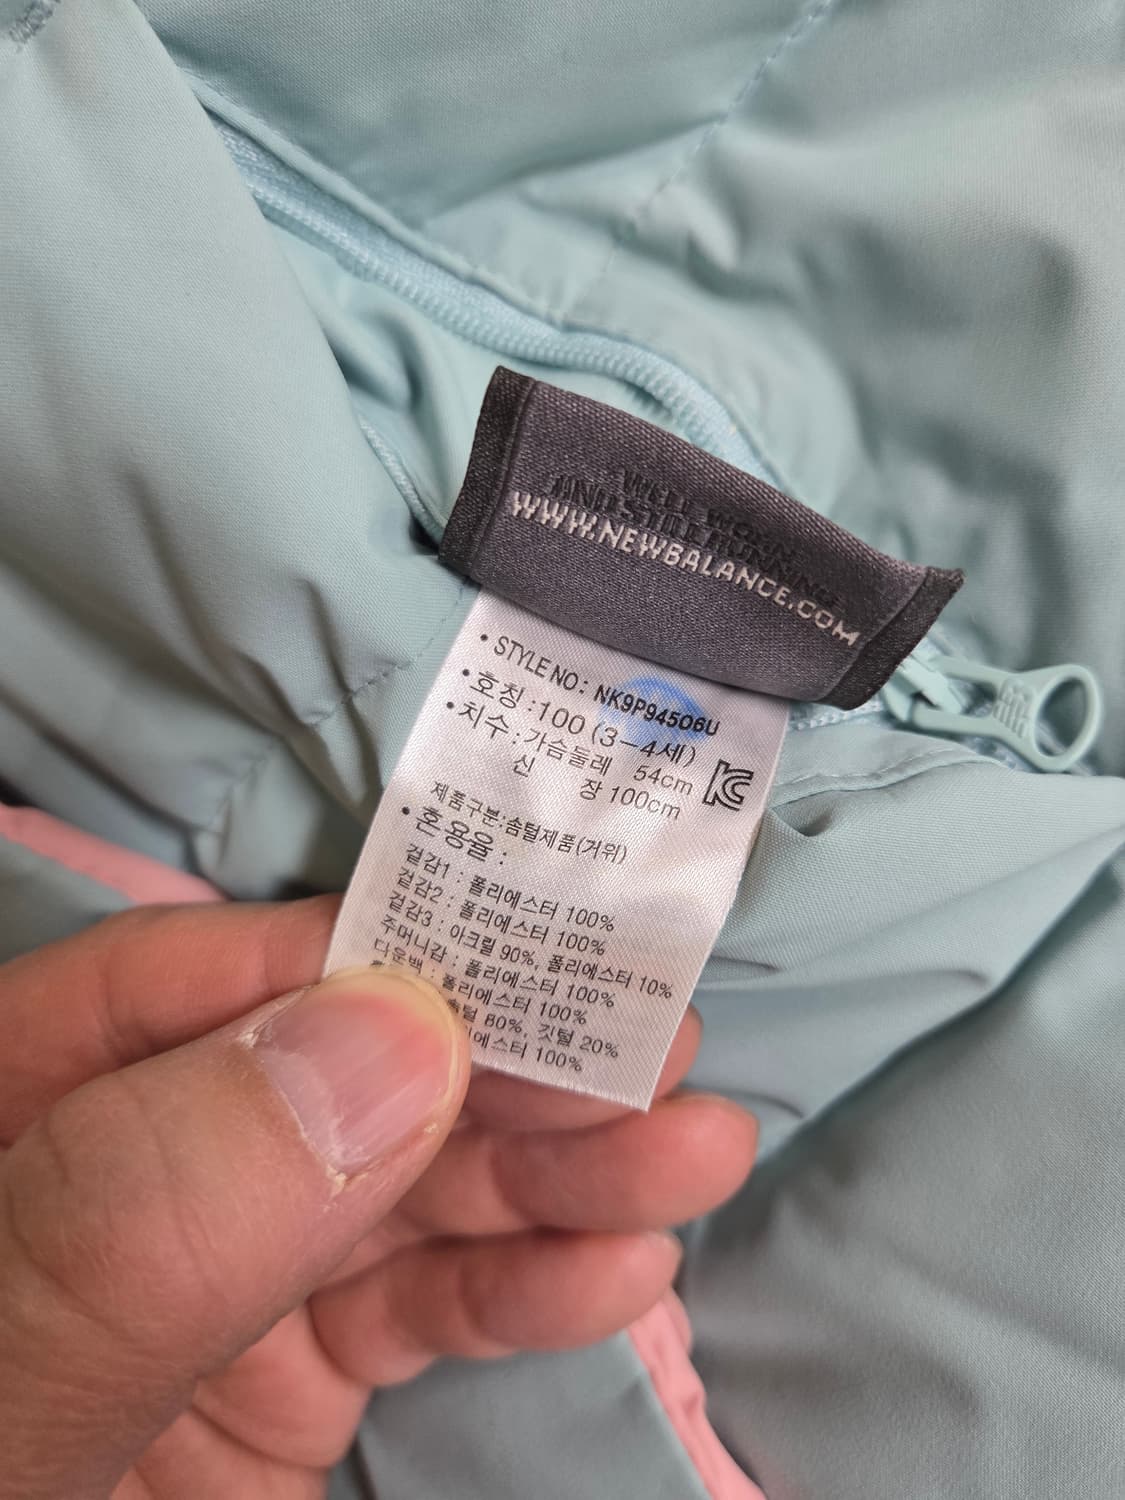 WELL WORN
AND STILL RUNNING
WWW.NEWBALANCE.COM
• STYLE NO: NK9P94506U
• 호칭 : 100 (3-4세)
• 치수 : 가슴둘레 54cm
신 장 100cm
제품구분:솜털제품(거위)
• 혼용율 :
겉감1 : 폴리에스터 100%
겉감2 : 폴리에스터 100%
겉감3 : 아크릴 90%, 폴리에스터 10%
주머니감 : 폴리에스터 100%
다운백 : 폴리에스터 100%
솜털 80%, 깃털 20%
100%